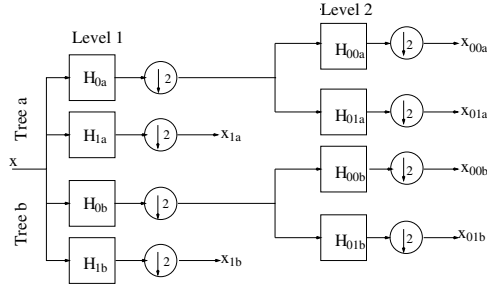 Level 1
Level 2
Tree a
Tree b
x
H0a
2
H1a
2
x1a
H0b
2
H1b
2
x1b
H00a
2
x00a
H01a
2
x01a
H00b
2
x00b
H01b
2
x01b